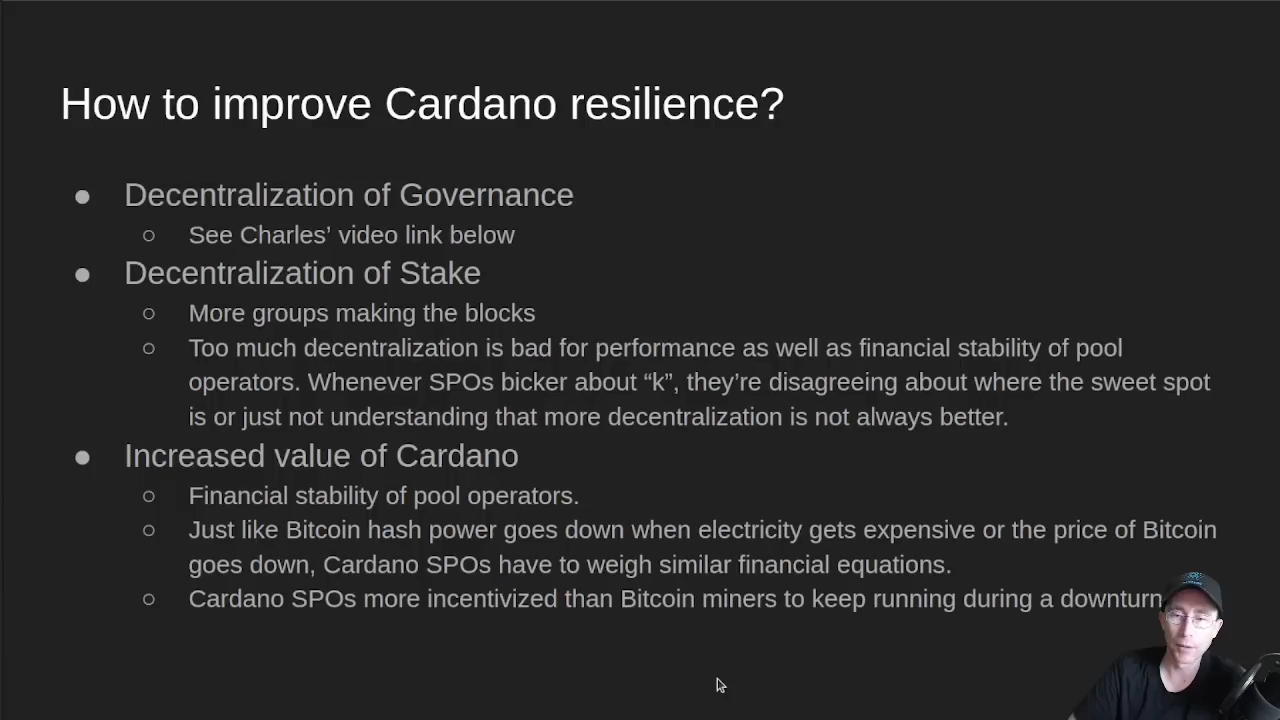 How to improve Cardano resilience?
● Decentralization of Governance
○ See Charles’ video link below
● Decentralization of Stake
○ More groups making the blocks
○ Too much decentralization is bad for performance as well as financial stability of pool
operators. Whenever SPOs bicker about “k”, they’re disagreeing about where the sweet spot
is or just not understanding that more decentralization is not always better.
● Increased value of Cardano
○ Financial stability of pool operators.
○ Just like Bitcoin hash power goes down when electricity gets expensive or the price of Bitcoin
goes down, Cardano SPOs have to weigh similar financial equations.
○ Cardano SPOs more incentivized than Bitcoin miners to keep running during a downturn